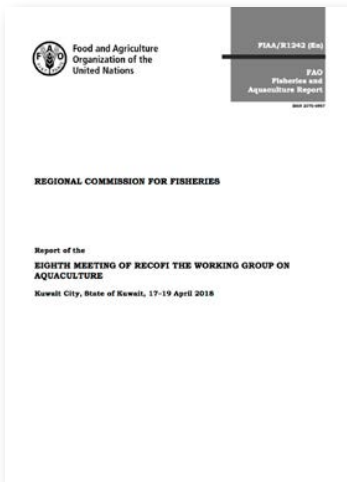 Food and Agriculture
Organization of the
United Nations
FIAA/R1242 (En)
FAO
Fisheries and
Aquaculture Report
REGIONAL COMMISSION FOR FISHERIES
Report of the
EIGHTH MEETING OF RECOFI THE WORKING GROUP ON
AQUACULTURE
Kuwait City, State of Kuwait, 17–19 April 2018